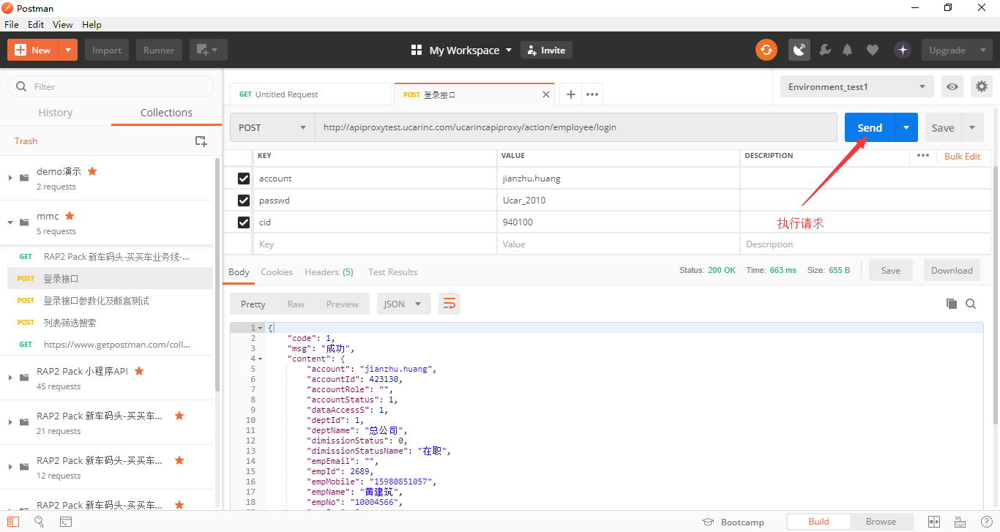 Postman
File Edit View Help
New Import Runner My Workspace Invite Upgrade
Filter
History Collections
Trash
demo演示
2 requests
mmc
5 requests
GET RAP2 Pack 新车码头-买买车业务线-...
POST 登录接口
POST 登录接口参数化及断言测试
POST 列表筛选搜索
GET https://www.getpostman.com/coll...
RAP2 Pack 小程序API
45 requests
RAP2 Pack 新车码头-买买车...
21 requests
RAP2 Pack 新车码头-买买车...
12 requests
RAP2 Pack 新车码头-买买车...
GET Untitled Request POST 登录接口 Environment_test1
POST http://apiproxytest.ucarinc.com/ucarincapiproxy/action/employee/login Send Save
KEY VALUE DESCRIPTION Bulk Edit
account jianzhu.huang
passwd Ucar_2010
cid 940100
执行请求
Key Value Description
Body Cookies Headers (5) Test Results Status: 200 OK Time: 663 ms Size: 655 B Save Download
Pretty Raw Preview JSON
1 {
2 "code": 1,
3 "msg": "成功",
4 "content": {
5 "account": "jianzhu.huang",
6 "accountId": 423130,
7 "accountRole": "",
8 "accountStatus": 1,
9 "dataAccessS": 1,
10 "deptId": 1,
11 "deptName": "总公司",
12 "dimissionStatus": 0,
13 "dimissionStatusName": "在职",
14 "empEmail": "",
15 "empId": 2689,
16 "empMobile": "15980851057",
17 "empName": "黄建筑",
18 "empNo": "10004566",
Bootcamp Build Browse